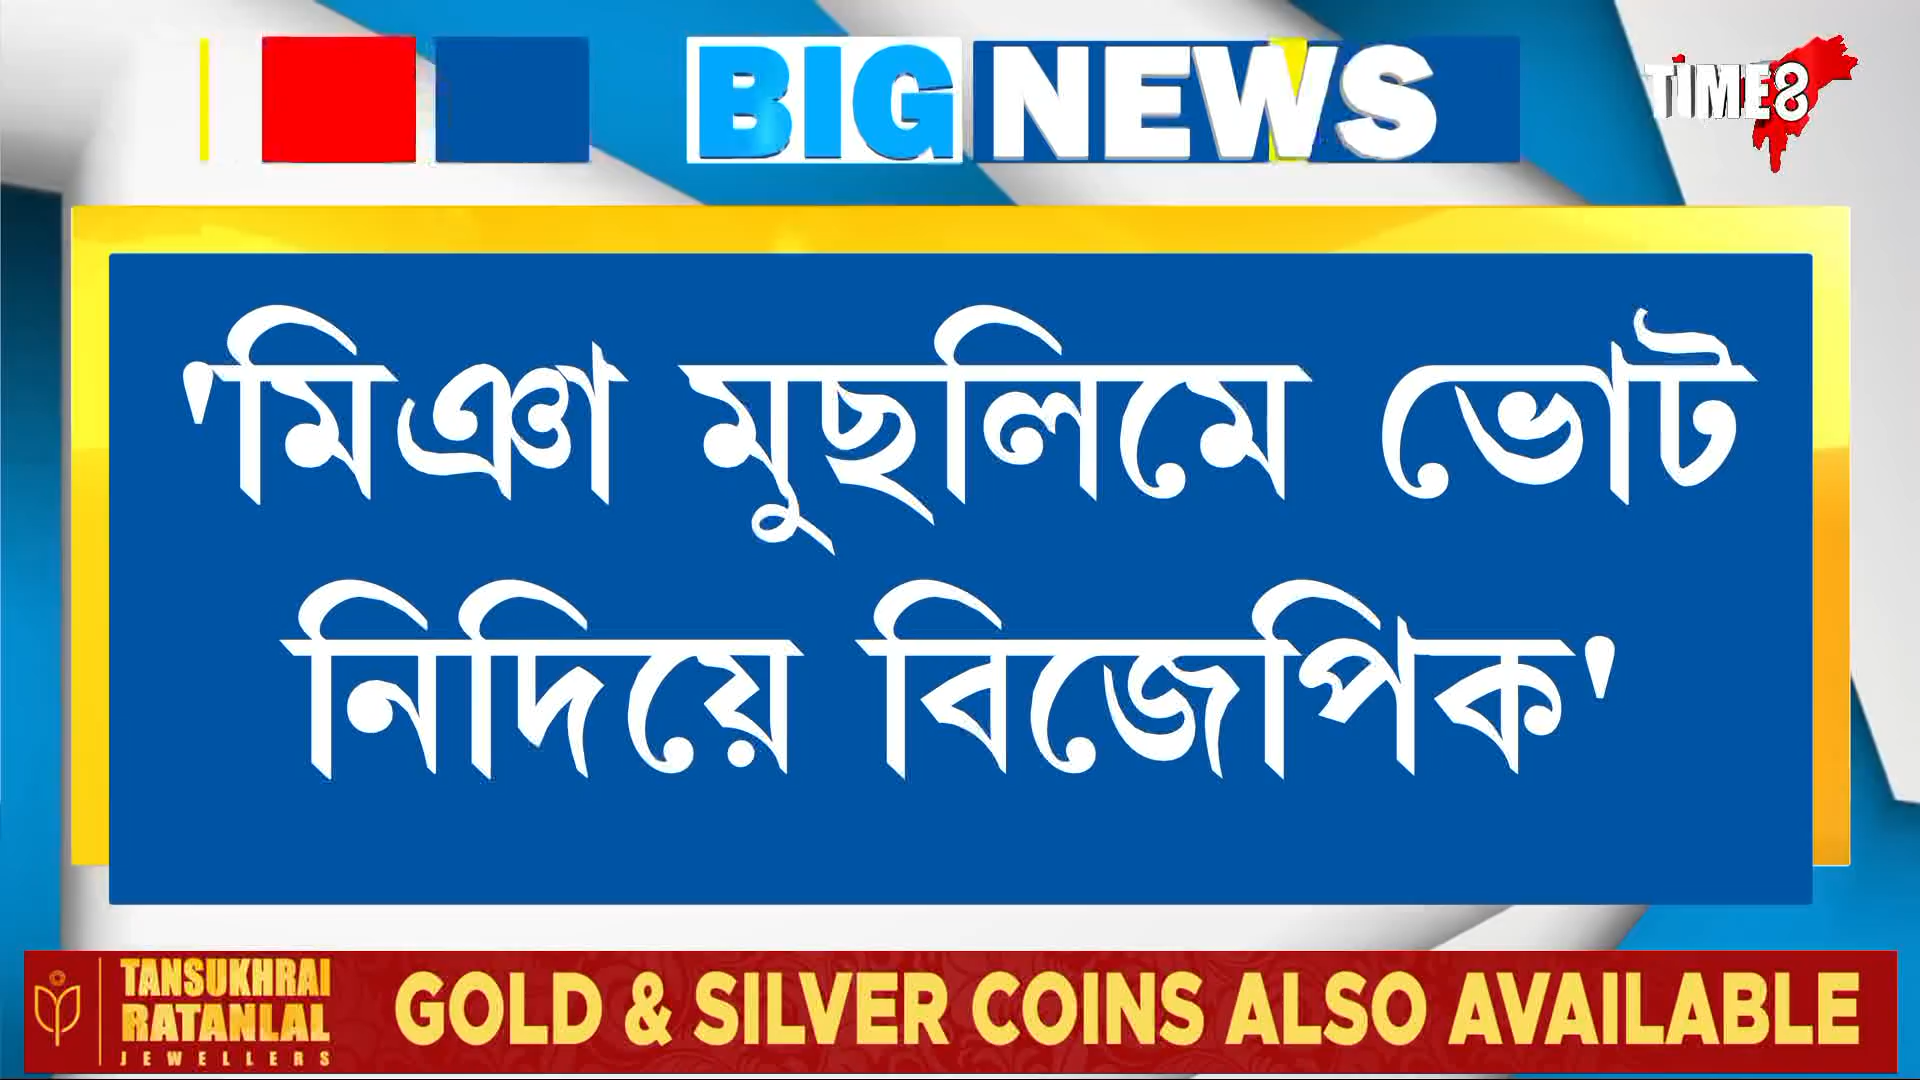 BIG NEWS
TIME8
'মিঞা মুছলিমে ভোট
নিদিয়ে বিজেপিক'
TANSUKHRAI
RATANLAL
JEWELLERS
GOLD & SILVER COINS ALSO AVAILABLE